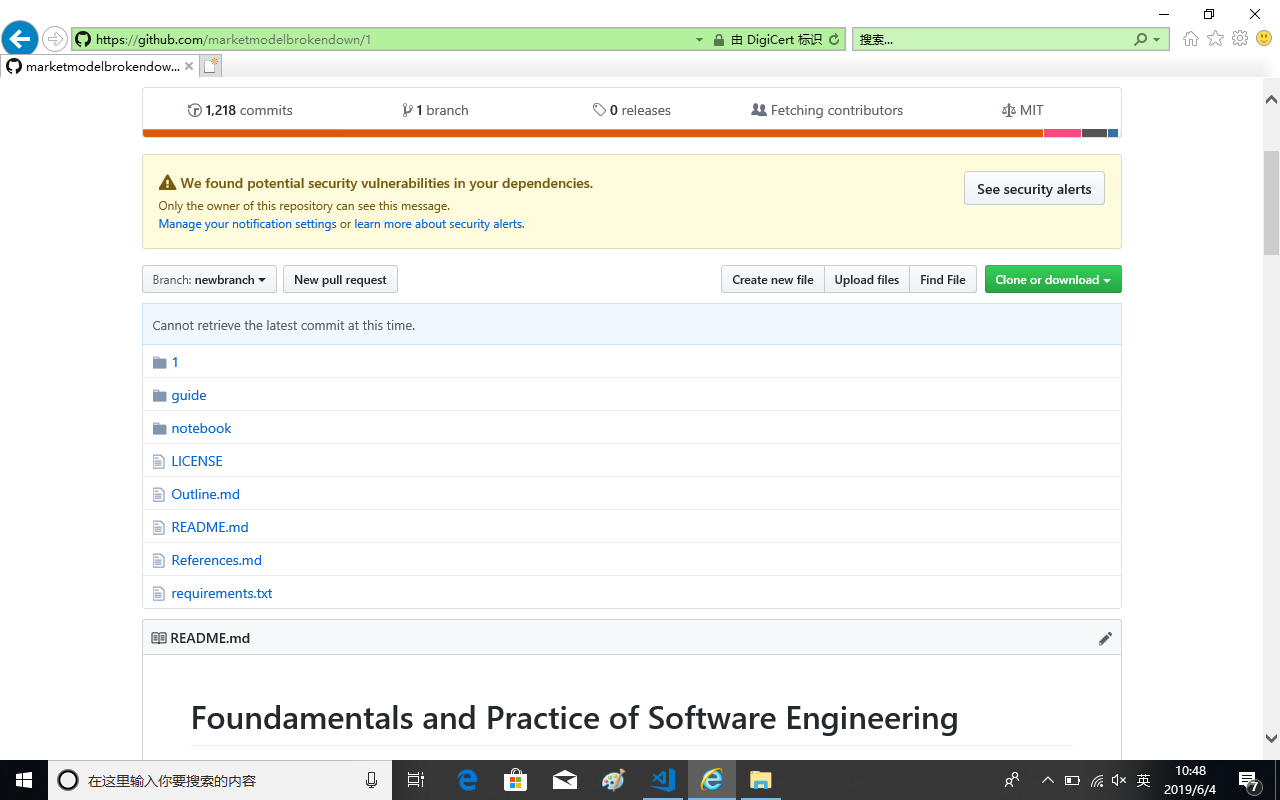 https://github.com/marketmodelbrokendown/1
由 DigiCert 标识
搜索...
marketmodelbrokendow...
1,218 commits
1 branch
0 releases
Fetching contributors
MIT
We found potential security vulnerabilities in your dependencies.
Only the owner of this repository can see this message.
Manage your notification settings or learn more about security alerts.
See security alerts
Branch: newbranch
New pull request
Create new file
Upload files
Find File
Clone or download
Cannot retrieve the latest commit at this time.
1
guide
notebook
LICENSE
Outline.md
README.md
References.md
requirements.txt
README.md
Foundamentals and Practice of Software Engineering
在这里输入你要搜索的内容
英
10:48
2019/6/4
7